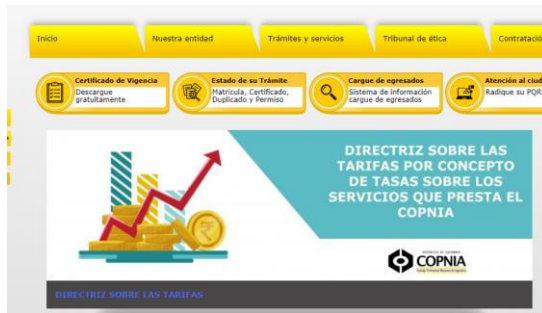 Inicio
Nuestra entidad
Trámites y servicios
Tribunal de ética
Contratació
Certificado de Vigencia
Descargue
gratuitamente
Estado de su Trámite
Matrícula, Certificado,
Duplicado y Permiso
Cargue de egresados
Sistema de información
cargue de egresados
Atención al ciud
Radique su PQR
DIRECTRIZ SOBRE LAS
TARIFAS POR CONCEPTO
DE TASAS SOBRE LOS
SERVICIOS QUE PRESTA EL
COPNIA
COPNIA
DIRECTRIZ SOBRE LAS TARIFAS